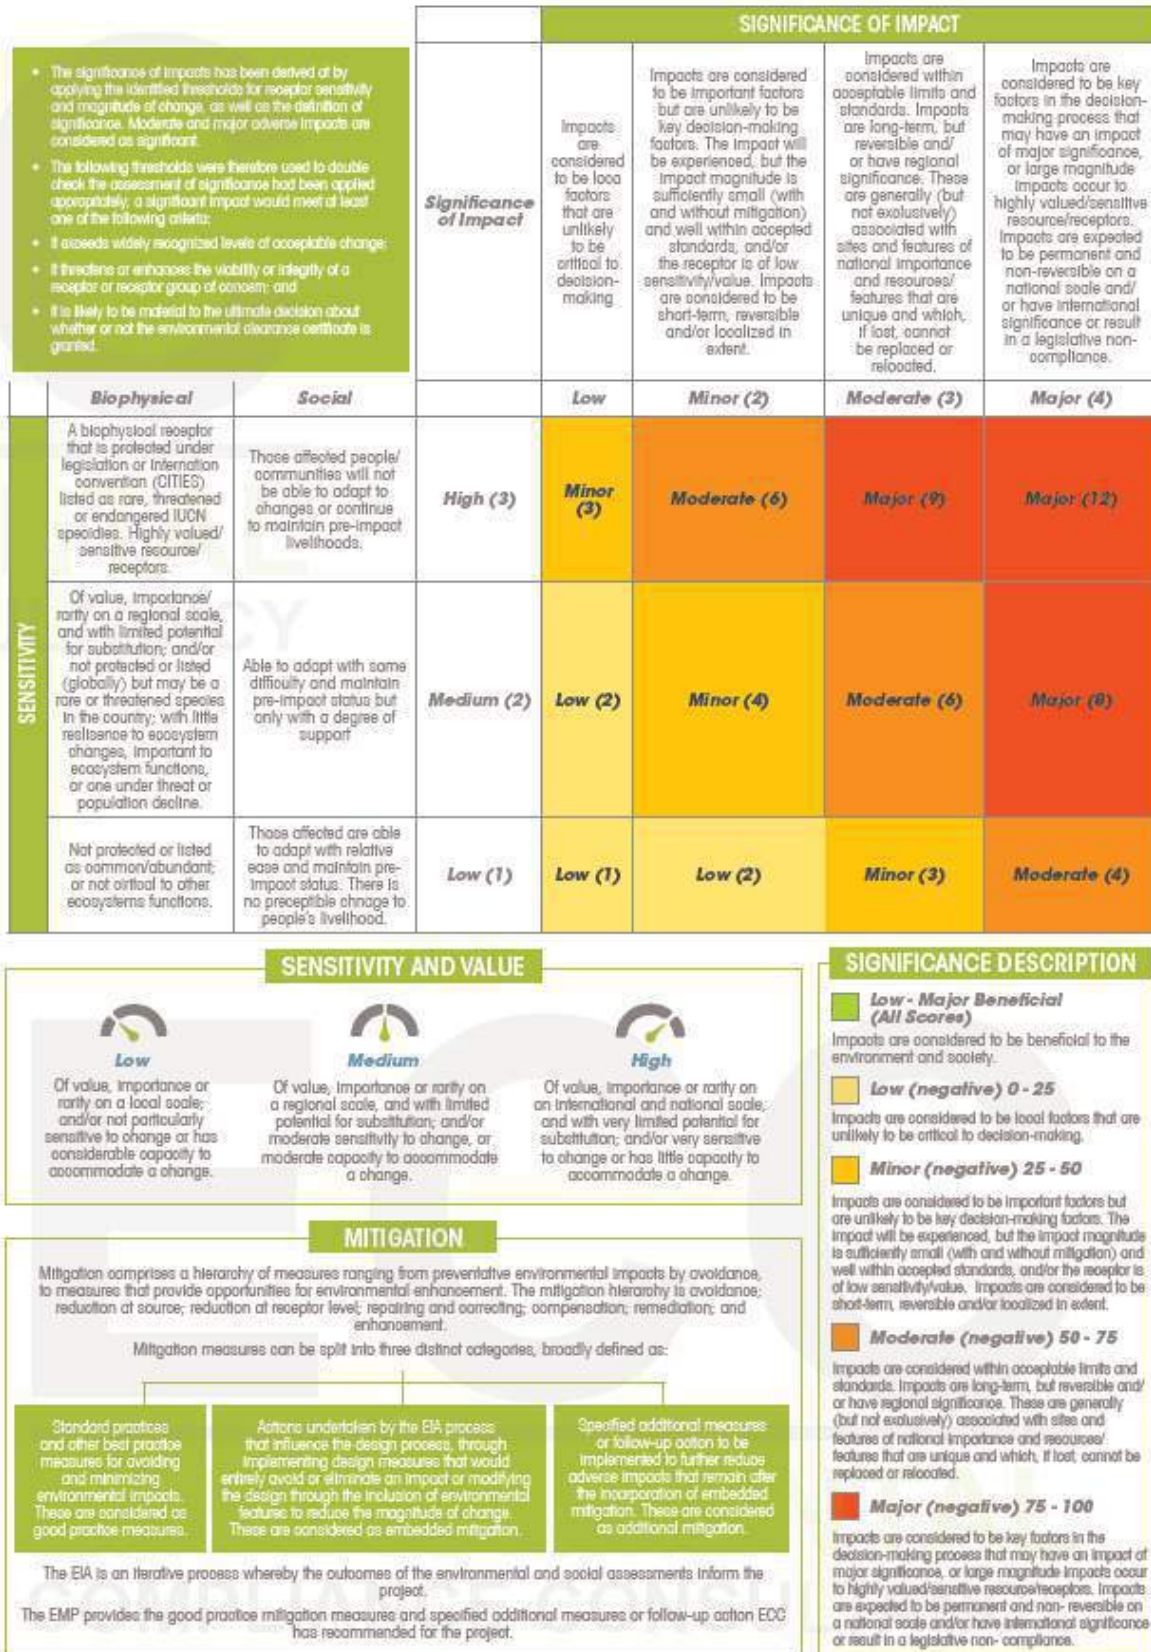 SIGNIFICANCE OF IMPACT
• The significance of impacts has been derived at by
applying the identified thresholds for receptor sensitivity
and magnitude of change, as well as the definition of
significance. Moderate and major adverse impacts are
considered as significant.
• The following thresholds were therefore used to double
check the assessment of significance had been applied
appropriately; a significant impact would meet at least
one of the following criteria:
• It exceeds widely recognized levels of acceptable change;
• It threatens or enhances the viability or integrity of a
receptor or receptor group of concern; and
• It is likely to be material to the ultimate decision about
whether or not the environmental clearance certificate is
granted.
Significance
of Impact
Impacts
are
considered
to be loca
factors
that are
unlikely
to be
critical to
decision-
making
Impacts are considered
to be important factors
but are unlikely to be
key decision-making
factors. The impact will
be experienced, but the
impact magnitude is
sufficiently small (with
and without mitigation)
and well within accepted
standards, and/or
the receptor is of low
sensitivity/value. Impacts
are considered to be
short-term, reversible
and/or localized in
extent.
Impacts are
considered within
acceptable limits and
standards. Impacts
are long-term, but
reversible and/
or have regional
significance. These
are generally (but
not exclusively)
associated with
sites and features of
national importance
and resources/
features that are
unique and which,
if lost, cannot
be replaced or
relocated.
Impacts are
considered to be key
factors in the decision-
making process that
may have an impact
of major significance,
or large magnitude
impacts occur to
highly valued/sensitive
resource/receptors.
Impacts are expected
to be permanent and
non-reversible on a
national scale and/
or have international
significance or result
in a legislative non-
compliance.
Biophysical
Social
Low
Minor (2)
Moderate (3)
Major (4)
SENSITIVITY
A biophysical receptor
that is protected under
legislation or internation
convention (CITIES)
listed as rare, threatened
or endangered IUCN
specidies. Highly valued/
sensitive resource/
receptors.
Those affected people/
communities will not
be able to adapt to
changes or continue
to maintain pre-impact
livelihoods.
High (3)
Minor
(3)
Moderate (6)
Major (9)
Major (12)
Of value, importance/
rarity on a regional scale,
and with limited potential
for substitution; and/or
not protected or listed
(globally) but may be a
rare or threatened species
in the country; with little
reslisence to ecosystem
changes, important to
ecosystem functions,
or one under threat or
population decline.
Able to adapt with some
difficulty and maintain
pre-impact status but
only with a degree of
support
Medium (2)
Low (2)
Minor (4)
Moderate (6)
Major (8)
Not protected or listed
as common/abundant;
or not ciritcal to other
ecosystems functions.
Those affected are able
to adapt with relative
ease and maintain pre-
impact status. There is
no preceptible chnage to
people's livelihood.
Low (1)
Low (1)
Low (2)
Minor (3)
Moderate (4)
SENSITIVITY AND VALUE
Low
Of value, importance or
rarity on a local scale;
and/or not particularly
sensitive to change or has
considerable capacity to
accommodate a change.
Medium
Of value, importance or rarity on
a regional scale, and with limited
potential for substitution; and/or
moderate sensitivity to change, or
moderate capacity to accommodate
a change.
High
Of value, importance or rarity on
an international and national scale,
and with very limited potential for
substitution; and/or very sensitive
to change or has little capacity to
accommodate a change.
MITIGATION
Mitigation comprises a hierarchy of measures ranging from preventative environmental impacts by avoidance,
to measures that provide opportunities for environmental enhancement. The mitigation hierarchy is avoidance;
reduction at source; reduction at receptor level; repairing and correcting; compensation; remediation; and
enhancement.
Mitigation measures can be split into three distinct categories, broadly defined as:
Standard practices
and other best practice
measures for avoiding
and minimizing
environmental impacts.
These are considered as
good practice measures.
Actions undertaken by the EIA process
that influence the design process, through
implementing design measures that would
entirely avoid or eliminate an impact or modifying
the design through the inclusion of environmental
features to reduce the magnitude of change.
These are considered as embedded mitigation.
Specified additional measures
or follow-up action to be
implemented to further reduce
adverse impacts that remain after
the incorporation of embedded
mitigation. These are considered
as additional mitigation.
The EIA is an iterative process whereby the outcomes of the environmental and social assessments inform the
project.
The EMP provides the good practice mitigation measures and specified additional measures or follow-up action ECC
has recommended for the project.
SIGNIFICANCE DESCRIPTION
Low - Major Beneficial
(All Scores)
Impacts are considered to be beneficial to the
environment and society.
Low (negative) 0 - 25
Impacts are considered to be local factors that are
unlikely to be critical to decision-making.
Minor (negative) 25 - 50
Impacts are considered to be important factors but
are unlikely to be key decision-making factors. The
impact will be experienced, but the impact magnitude
is sufficiently small (with and without mitigation) and
well within accepted standards, and/or the receptor is
of low sensitivity/value. Impacts are considered to be
short-term, reversible and/or localized in extent.
Moderate (negative) 50 - 75
Impacts are considered within acceptable limits and
standards. Impacts are long-term, but reversible and/
or have regional significance. These are generally
(but not exclusively) associated with sites and
features of national importance and resources/
features that are unique and which, if lost, cannot be
replaced or relocated.
Major (negative) 75 - 100
Impacts are considered to be key factors in the
decision-making process that may have an impact of
major significance, or large magnitude impacts occur
to highly valued/sensitive resource/receptors. Impacts
are expected to be permanent and non- reversible on
a national scale and/or have international significance
or result in a legislative non- compliance.